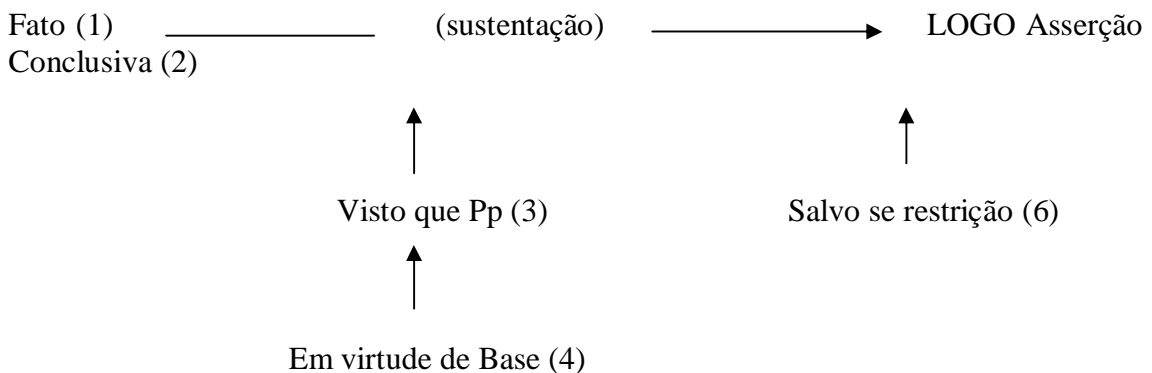 Fato (1) (sustentação) LOGO Asserção
Conclusiva (2)
Visto que Pp (3) Salvo se restrição (6)
Em virtude de Base (4)